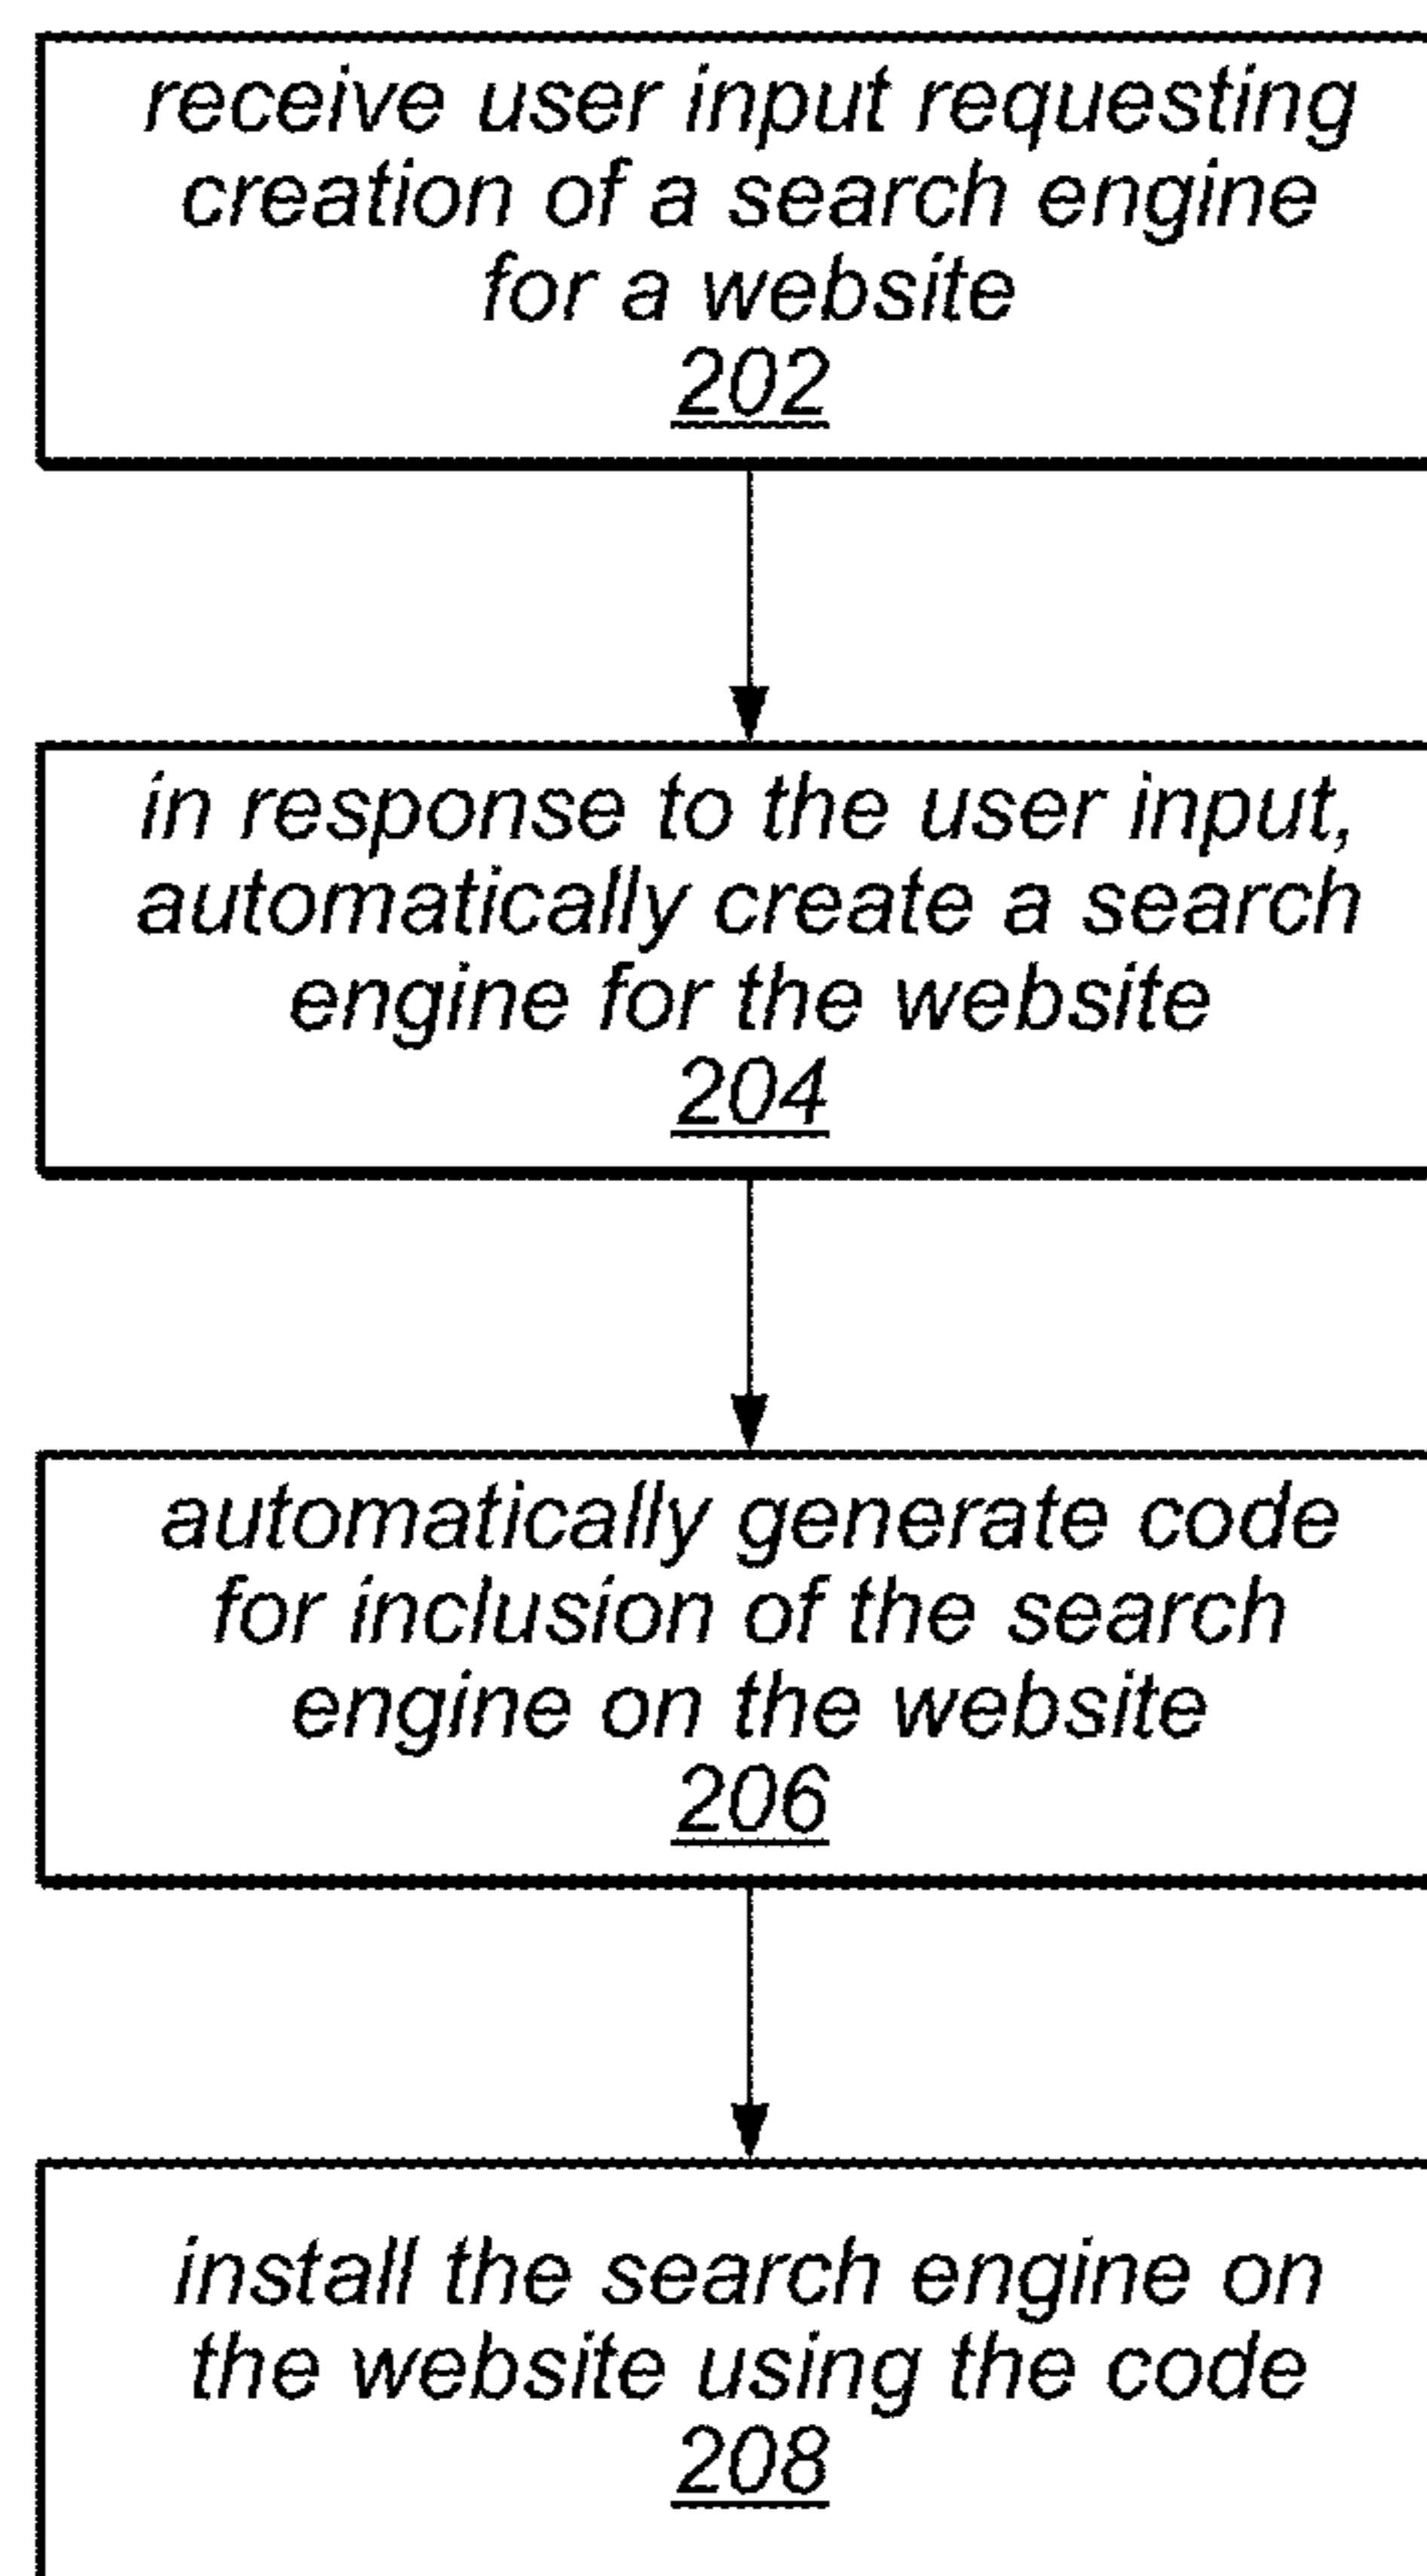 receive user input requesting
creation of a search engine
for a website
202
in response to the user input,
automatically create a search
engine for the website
204
automatically generate code
for inclusion of the search
engine on the website
206
install the search engine on
the website using the code
208